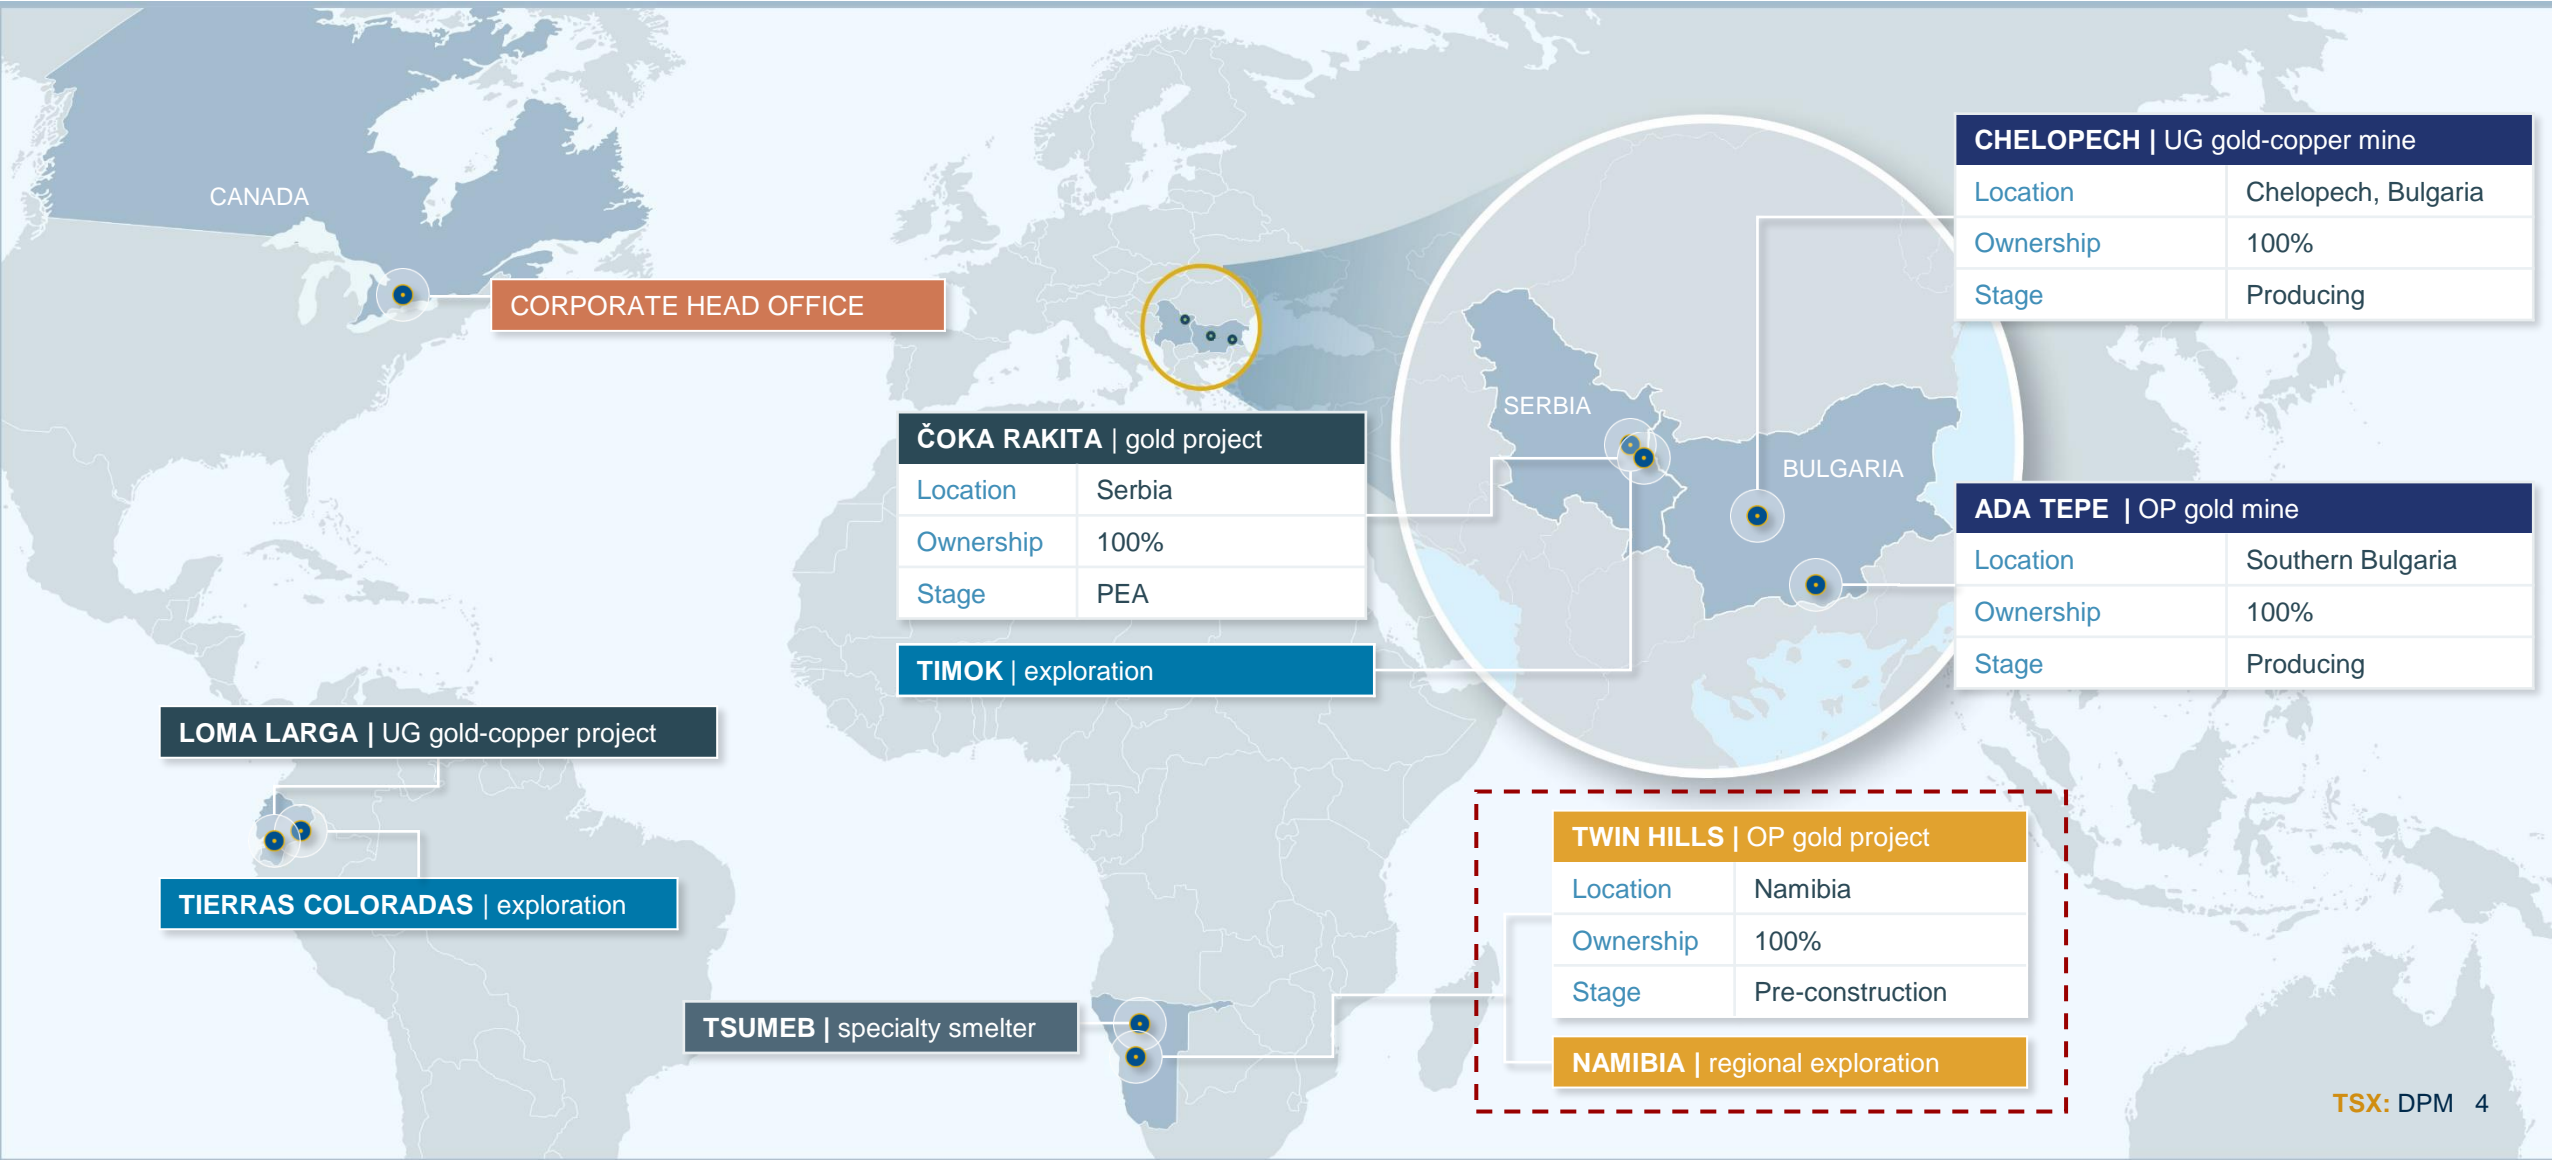 CANADA
CORPORATE HEAD OFFICE
CHELOPECH | UG gold-copper mine
Location Chelopech, Bulgaria
Ownership 100%
Stage Producing
SERBIA
BULGARIA
ČOKA RAKITA | gold project
Location Serbia
Ownership 100%
Stage PEA
TIMOK | exploration
ADA TEPE | OP gold mine
Location Southern Bulgaria
Ownership 100%
Stage Producing
LOMA LARGA | UG gold-copper project
TIERRAS COLORADAS | exploration
TSUMEB | specialty smelter
TWIN HILLS | OP gold project
Location Namibia
Ownership 100%
Stage Pre-construction
NAMIBIA | regional exploration
TSX: DPM 4